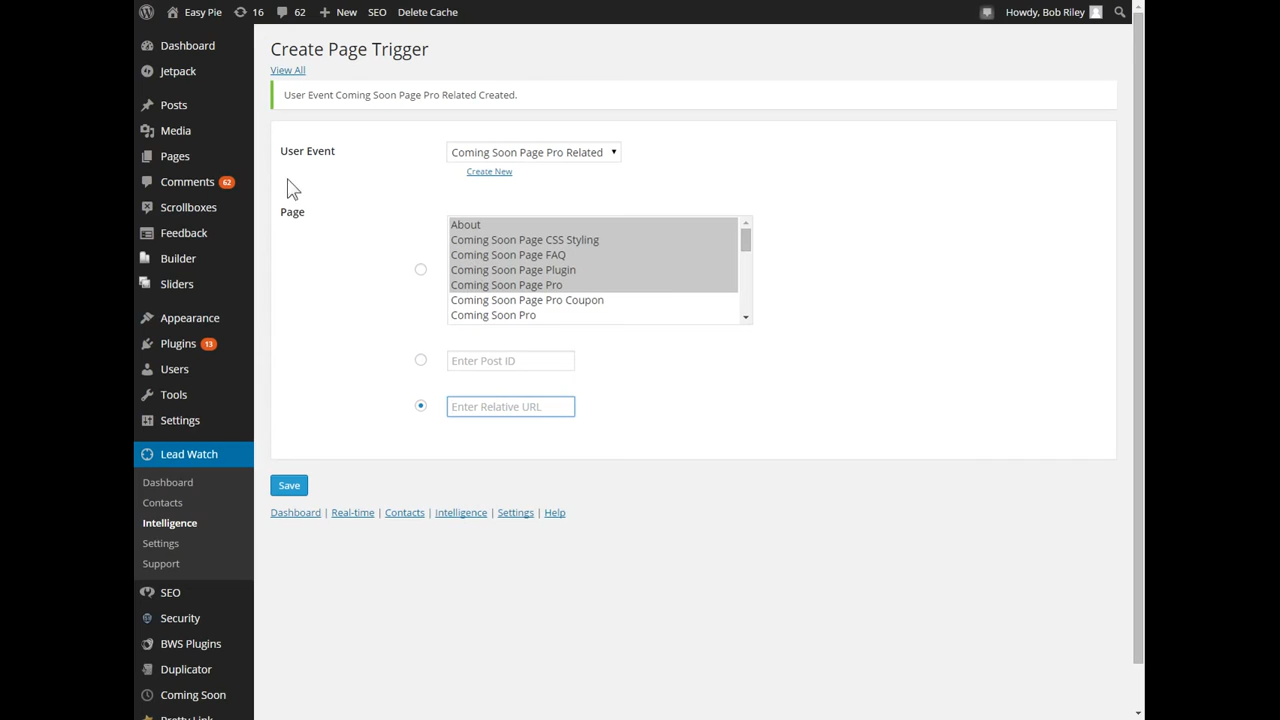 Easy Pie 16 62 New SEO Delete Cache Howdy, Bob Riley
Dashboard
Jetpack
Posts
Media
Pages
Comments 62
Scrollboxes
Feedback
Builder
Sliders
Appearance
Plugins 13
Users
Tools
Settings
Lead Watch
Dashboard
Contacts
Intelligence
Settings
Support
SEO
Security
BWS Plugins
Duplicator
Coming Soon
Pretty Link
Create Page Trigger
View All
User Event Coming Soon Page Pro Related Created.
User Event Coming Soon Page Pro Related
Create New
Page
About
Coming Soon Page CSS Styling
Coming Soon Page FAQ
Coming Soon Page Plugin
Coming Soon Page Pro
Coming Soon Page Pro Coupon
Coming Soon Pro
Enter Post ID
Enter Relative URL
Save
Dashboard | Real-time | Contacts | Intelligence | Settings | Help